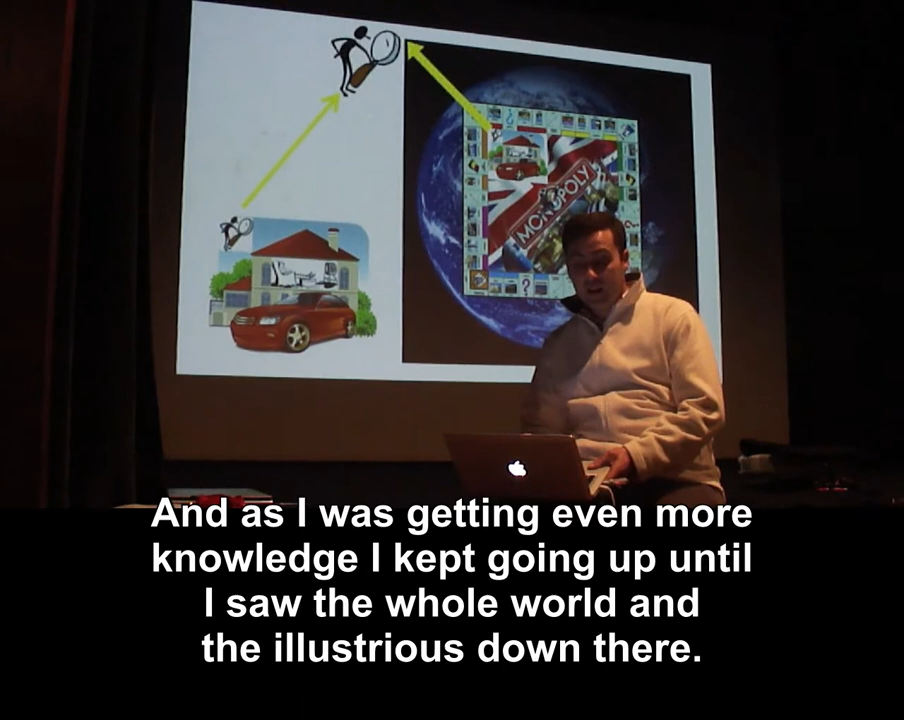 MONOPOLY
And as I was getting even more
knowledge I kept going up until
I saw the whole world and
the illustrious down there.